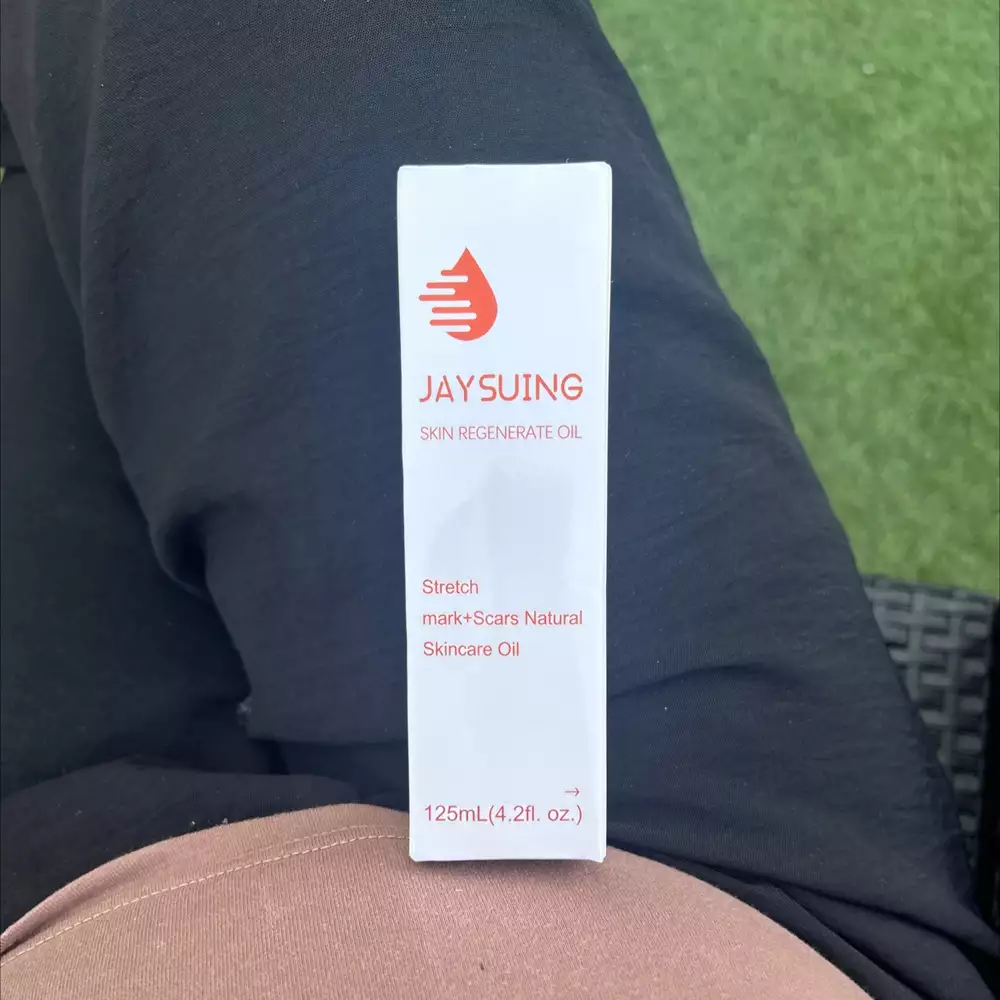 JAYSUING
SKIN REGENERATE OIL
Stretch
mark+Scars Natural
Skincare Oil
→
125mL(4.2fl. oz.)